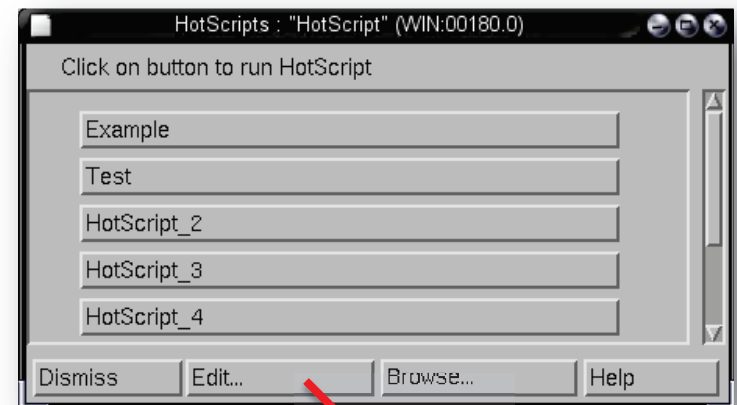 HotScripts : "HotScript" (WIN:00180.0)
Click on button to run HotScript
Example
Test
HotScript_2
HotScript_3
HotScript_4
Dismiss Edit... Browse... Help